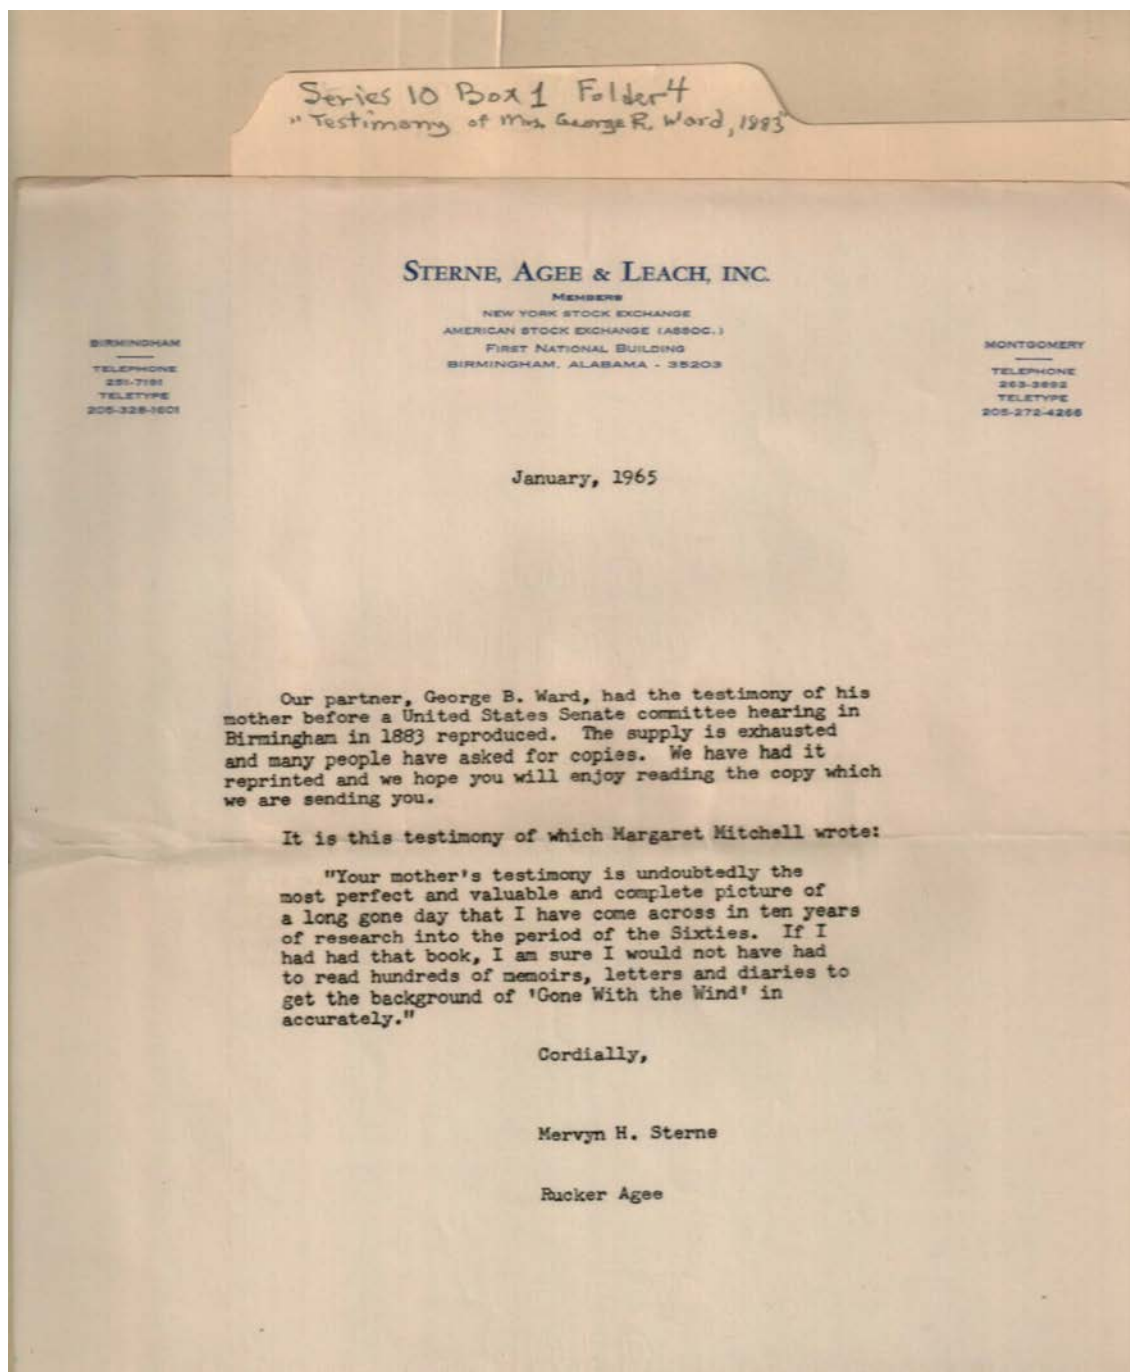 Series 10 Box 1 Folder 4
"Testimony of Mrs. George R. Ward, 1883"
STERNE, AGEE & LEACH, INC.
MEMBERS
NEW YORK STOCK EXCHANGE
AMERICAN STOCK EXCHANGE (ASSOC.)
FIRST NATIONAL BUILDING
BIRMINGHAM, ALABAMA - 35203
BIRMINGHAM
TELEPHONE
251-7191
TELETYPE
205-328-1601
MONTGOMERY
TELEPHONE
TELETYPE
205-272-4266
January, 1965
Our partner, George B. Ward, had the testimony of his
mother before a United States Senate committee hearing in
Birmingham in 1883 reproduced. The supply is exhausted
and many people have asked for copies. We have had it
reprinted and we hope you will enjoy reading the copy which
we are sending you.
It is this testimony of which Margaret Mitchell wrote:
"Your mother's testimony is undoubtedly the
most perfect and valuable and complete picture of
a long gone day that I have come across in ten years
of research into the period of the Sixties. If I
had had that book, I am sure I would not have had
to read hundreds of memoirs, letters and diaries to
get the background of 'Gone With the Wind' in
accurately."
Cordially,
Mervyn H. Sterne
Rucker Agee